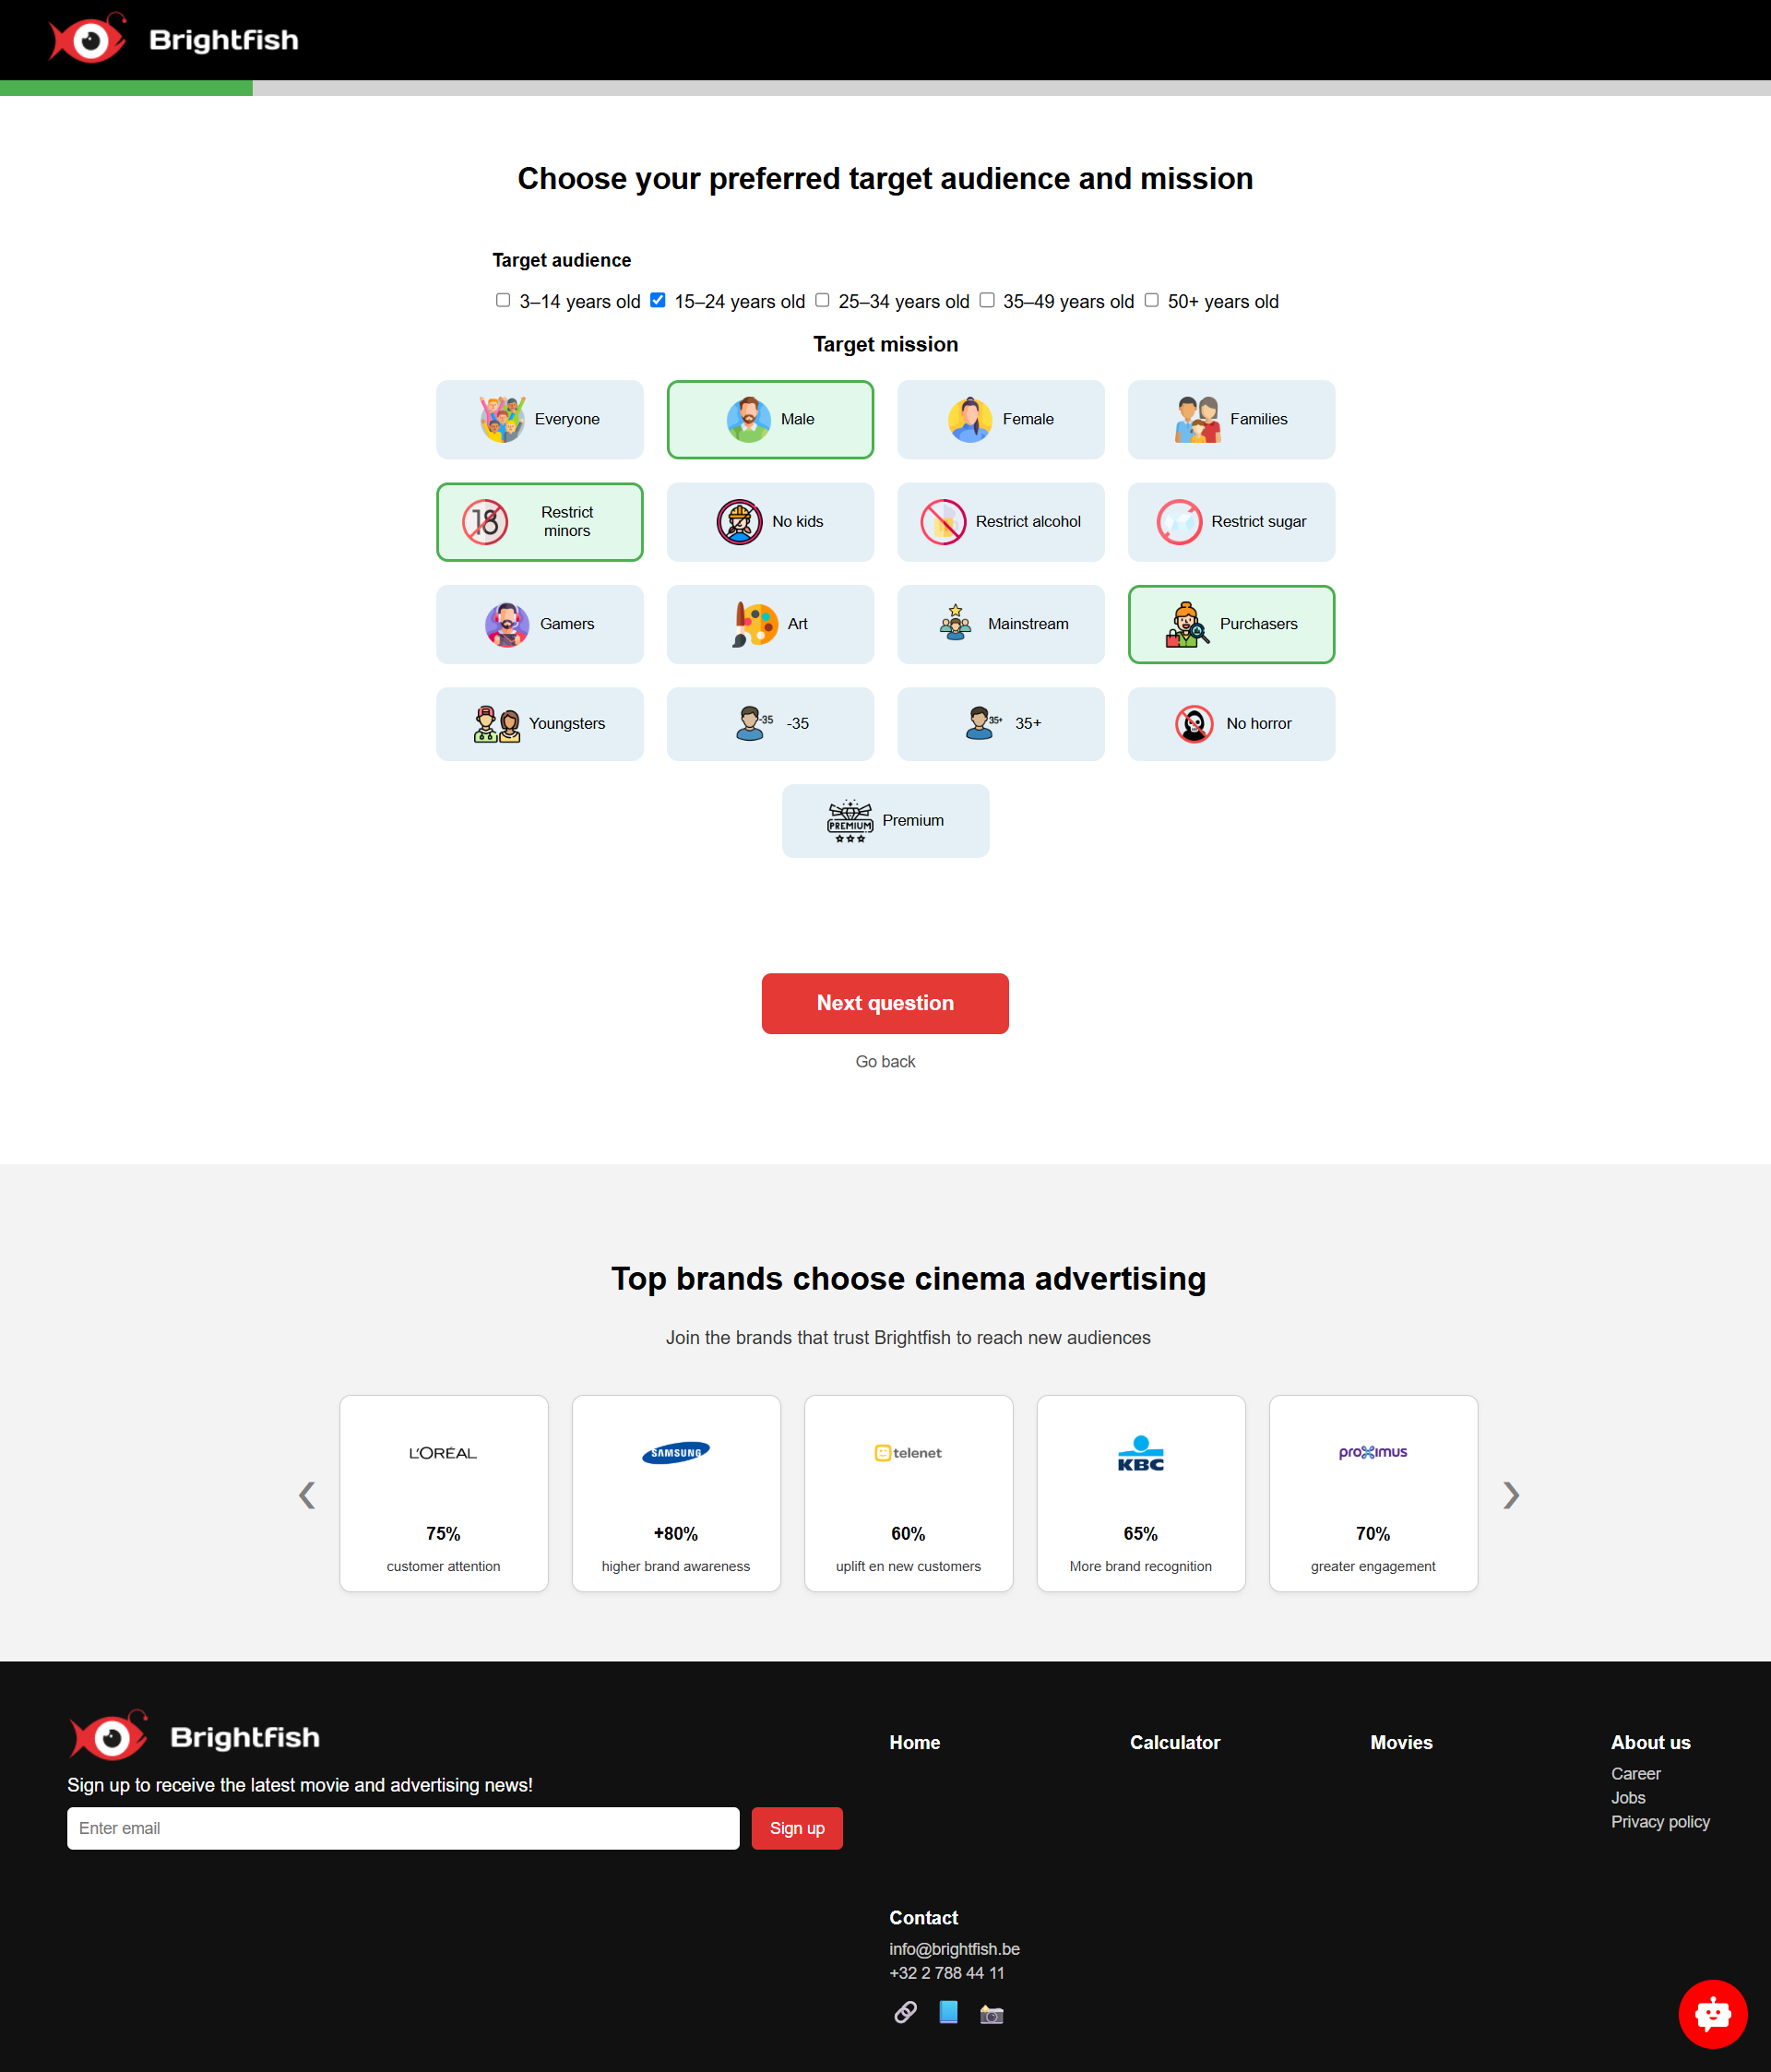 Brightfish
Choose your preferred target audience and mission
Target audience
3–14 years old 15–24 years old 25–34 years old 35–49 years old 50+ years old
Target mission
Everyone
Male
Female
Families
18
Restrict
minors
No kids
Restrict alcohol
Restrict sugar
Gamers
Art
Mainstream
Purchasers
Youngsters
-35
-35
35+
35+
No horror
PREMIUM
Premium
Next question
Go back
Top brands choose cinema advertising
Join the brands that trust Brightfish to reach new audiences
L'ORÉAL
75%
customer attention
SAMSUNG
+80%
higher brand awareness
telenet
60%
uplift en new customers
KBC
65%
More brand recognition
proximus
70%
greater engagement
❮
❯
Brightfish
Sign up to receive the latest movie and advertising news!
Enter email
Sign up
Home
Calculator
Movies
About us
Career
Jobs
Privacy policy
Contact
info@brightfish.be
+32 2 788 44 11